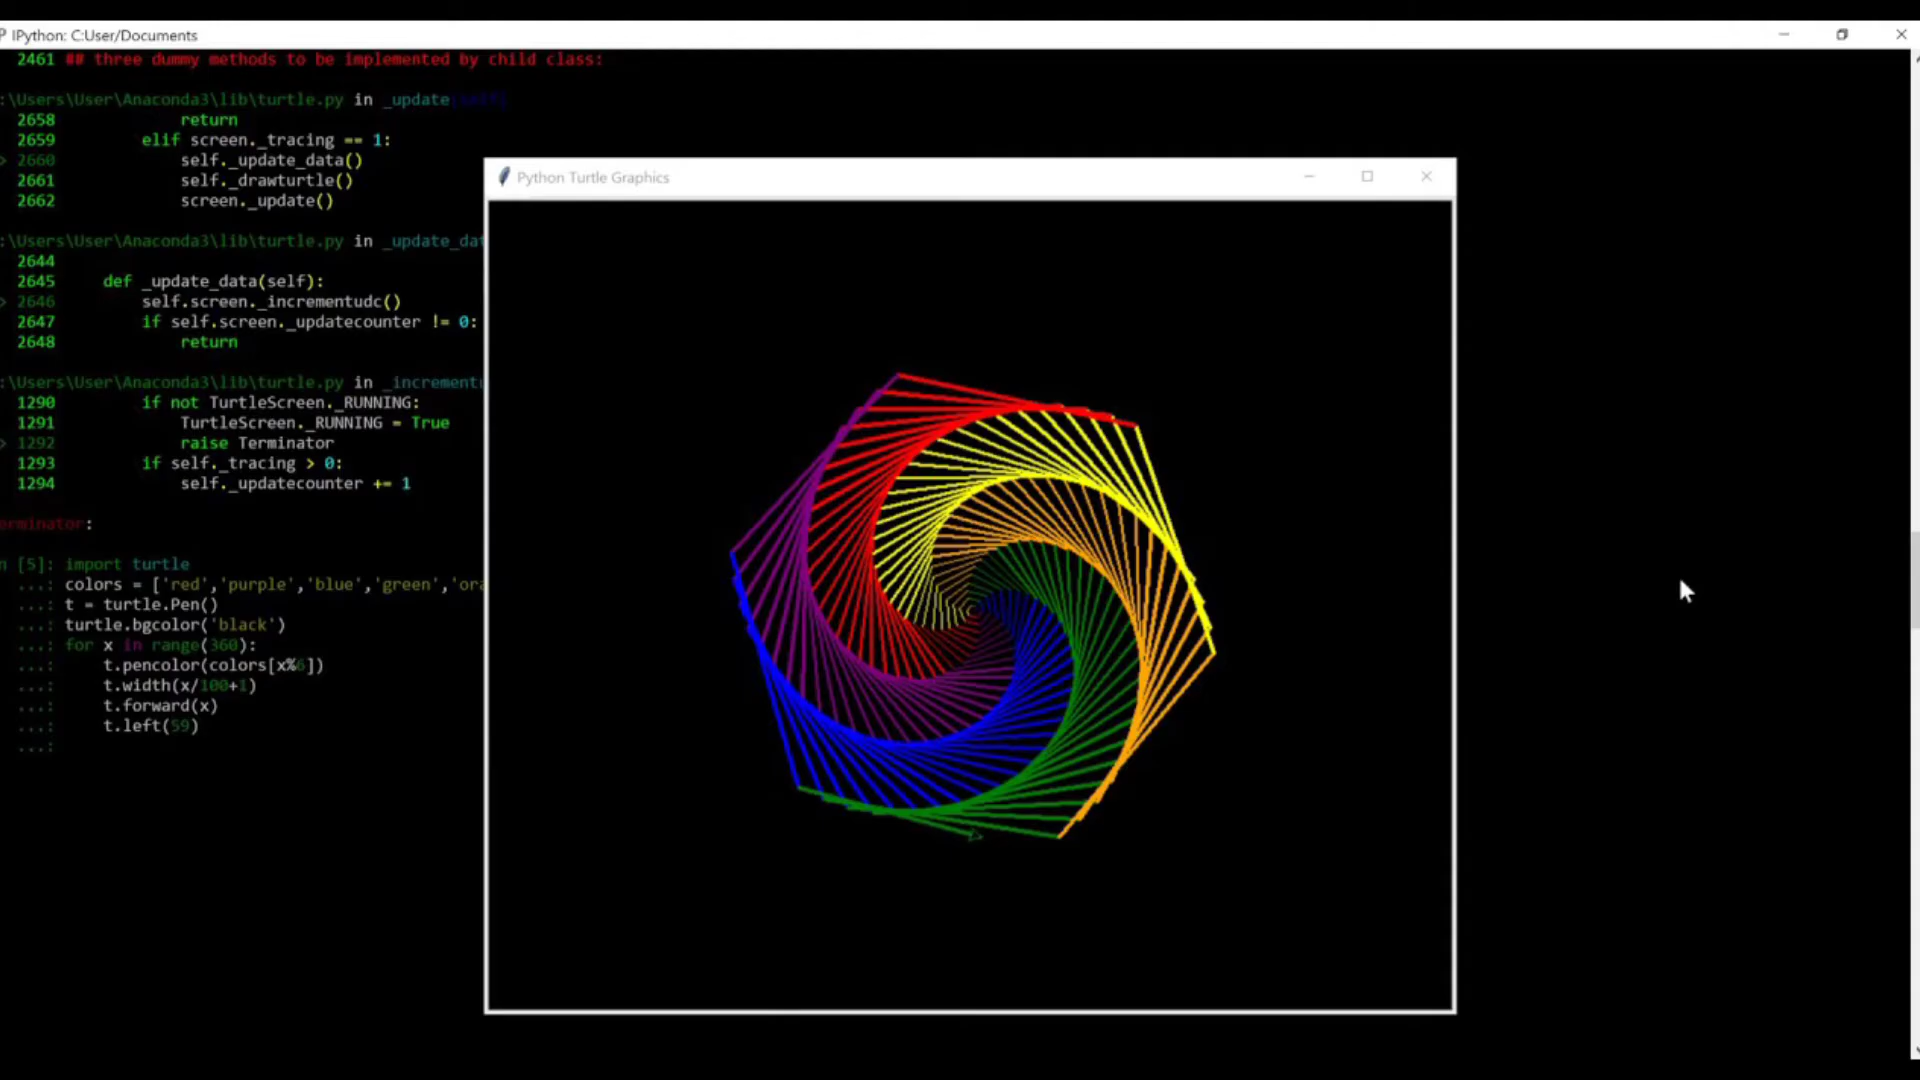 IPython: C:User/Documents
2461 ## three dummy methods to be implemented by child class:
:\Users\User\Anaconda3\lib\turtle.py in _update(self)
2658 return
2659 elif screen._tracing == 1:
> 2660 self._update_data()
2661 self._drawturtle()
2662 screen._update()
:\Users\User\Anaconda3\lib\turtle.py in _update_dat
2644
2645 def _update_data(self):
> 2646 self.screen._incrementudc()
2647 if self.screen._updatecounter != 0:
2648 return
:\Users\User\Anaconda3\lib\turtle.py in _incrementu
1290 if not TurtleScreen._RUNNING:
1291 TurtleScreen._RUNNING = True
> 1292 raise Terminator
1293 if self._tracing > 0:
1294 self._updatecounter += 1
erminator:
n [5]: import turtle
...: colors = ['red','purple','blue','green','ora
...: t = turtle.Pen()
...: turtle.bgcolor('black')
...: for x in range(360):
...: t.pencolor(colors[x%6])
...: t.width(x/100+1)
...: t.forward(x)
...: t.left(59)
...:
Python Turtle Graphics